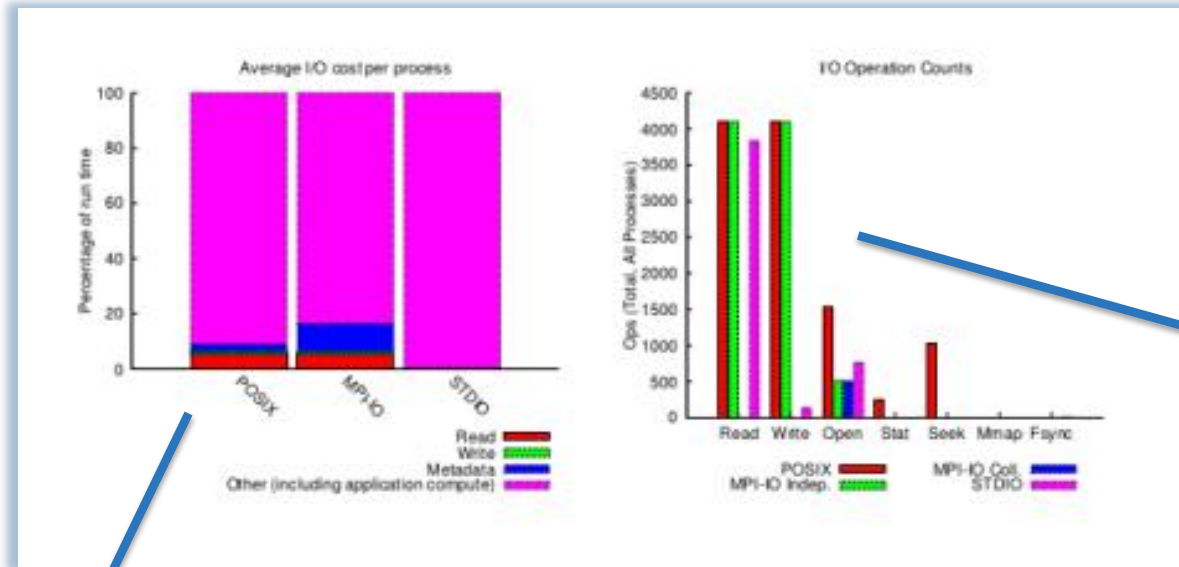 Average I/O cost per process
Percentage of run time
100
80
60
40
20
0
POSIX
MPI-IO
STDIO
Read
Write
Metadata
Other (including application compute)
I/O Operation Counts
Ops (Total, All Processes)
4500
4000
3500
3000
2500
2000
1500
1000
500
0
Read Write Open Stat Seek Mmap Fsync
POSIX MPI-IO Coll.
MPI-IO Indep. STDIO